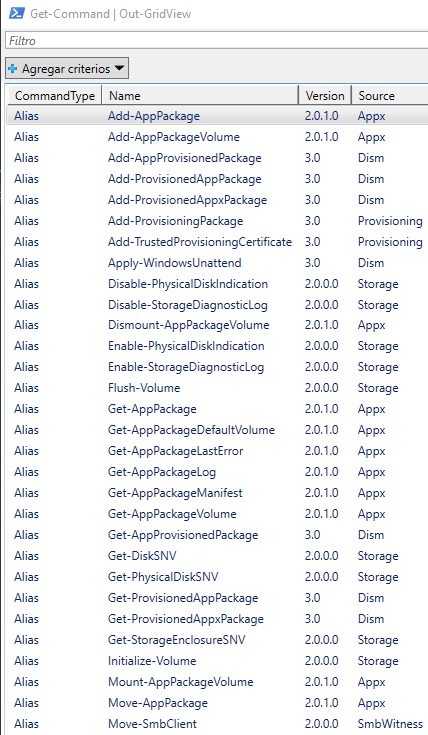 Get-Command | Out-GridView
Filtro
Agregar criterios
CommandType Name Version Source
Alias Add-AppPackage 2.0.1.0 Appx
Alias Add-AppPackageVolume 2.0.1.0 Appx
Alias Add-AppProvisionedPackage 3.0 Dism
Alias Add-ProvisionedAppPackage 3.0 Dism
Alias Add-ProvisionedAppxPackage 3.0 Dism
Alias Add-ProvisioningPackage 3.0 Provisioning
Alias Add-TrustedProvisioningCertificate 3.0 Provisioning
Alias Apply-WindowsUnattend 3.0 Dism
Alias Disable-PhysicalDiskIndication 2.0.0.0 Storage
Alias Disable-StorageDiagnosticLog 2.0.0.0 Storage
Alias Dismount-AppPackageVolume 2.0.1.0 Appx
Alias Enable-PhysicalDiskIndication 2.0.0.0 Storage
Alias Enable-StorageDiagnosticLog 2.0.0.0 Storage
Alias Flush-Volume 2.0.0.0 Storage
Alias Get-AppPackage 2.0.1.0 Appx
Alias Get-AppPackageDefaultVolume 2.0.1.0 Appx
Alias Get-AppPackageLastError 2.0.1.0 Appx
Alias Get-AppPackageLog 2.0.1.0 Appx
Alias Get-AppPackageManifest 2.0.1.0 Appx
Alias Get-AppPackageVolume 2.0.1.0 Appx
Alias Get-AppProvisionedPackage 3.0 Dism
Alias Get-DiskSNV 2.0.0.0 Storage
Alias Get-PhysicalDiskSNV 2.0.0.0 Storage
Alias Get-ProvisionedAppPackage 3.0 Dism
Alias Get-ProvisionedAppxPackage 3.0 Dism
Alias Get-StorageEnclosureSNV 2.0.0.0 Storage
Alias Initialize-Volume 2.0.0.0 Storage
Alias Mount-AppPackageVolume 2.0.1.0 Appx
Alias Move-AppPackage 2.0.1.0 Appx
Alias Move-SmbClient 2.0.0.0 SmbWitness